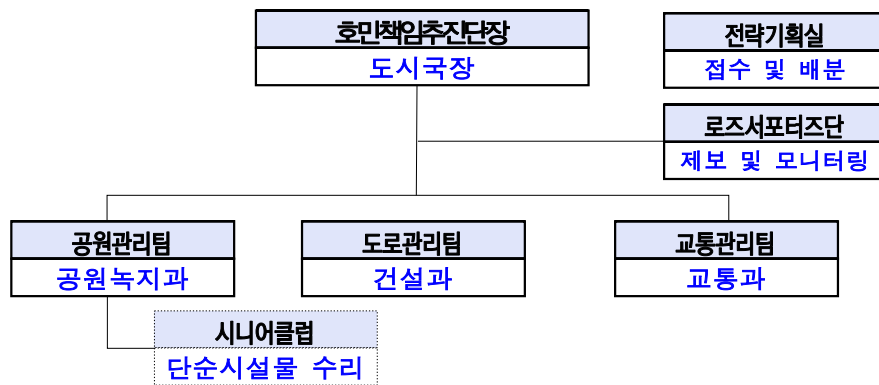 호민책임추진단장
도시국장
전략기획실
접수 및 배분
로즈서포터즈단
제보 및 모니터링
공원관리팀
공원녹지과
도로관리팀
건설과
교통관리팀
교통과
시니어클럽
단순시설물 수리